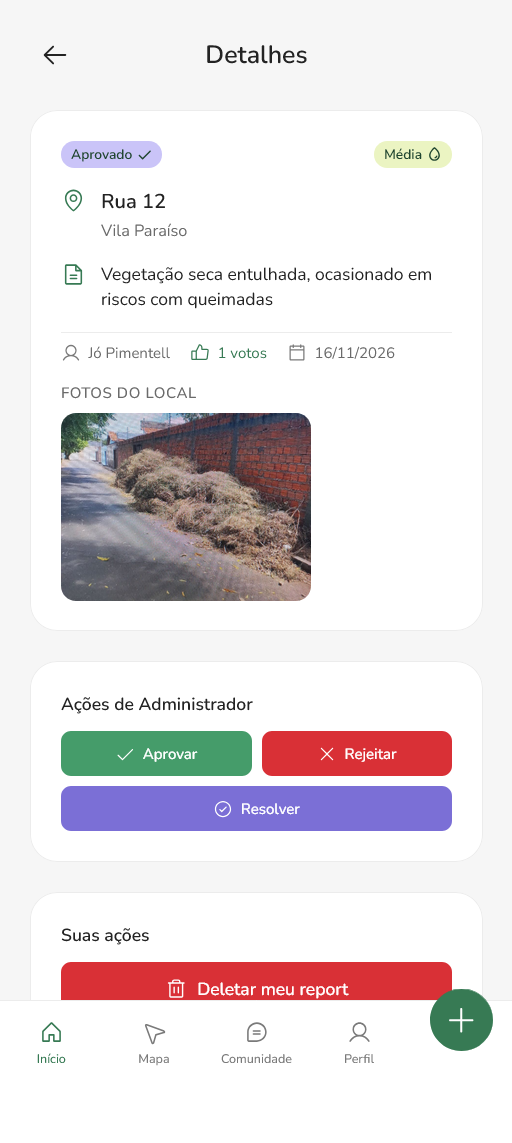 Detalhes
Aprovado
Média
Rua 12
Vila Paraíso
Vegetação seca entulhada, ocasionado em
riscos com queimadas
Jó Pimentell
1 votos
16/11/2026
FOTOS DO LOCAL
Ações de Administrador
Aprovar
Rejeitar
Resolver
Suas ações
Deletar meu report
Início
Mapa
Comunidade
Perfil